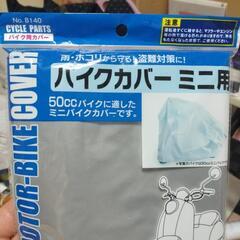 No. 8140
CYCLE PARTS
バイク用カバー
注意
雨・ホコリから守る! 盗難対策に!
バイクカバー ミニ用
50ccバイクに適した
ミニバイクカバーです。
MOTOR-BIKE COVER